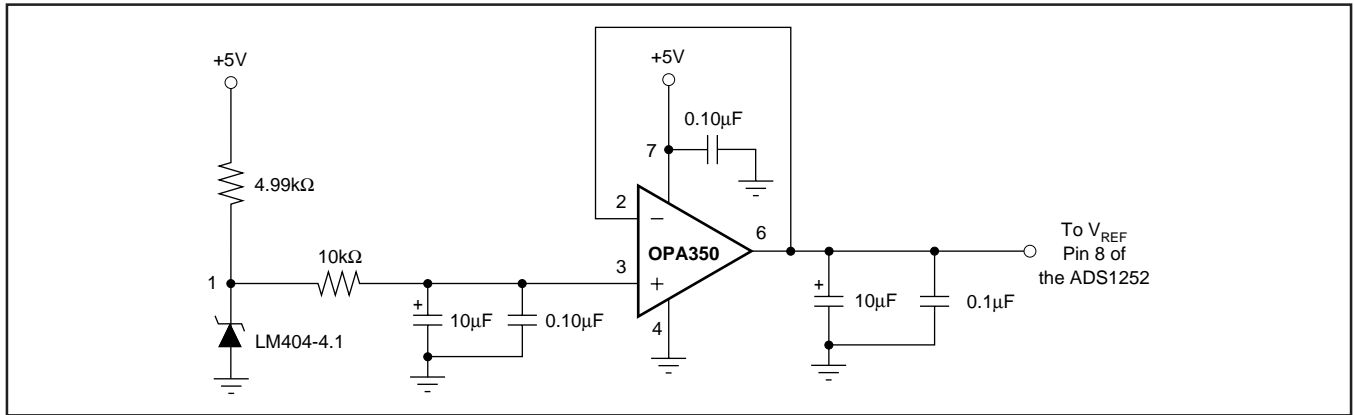 +5V
4.99kΩ
1
LM404-4.1
10kΩ
+
10µF
0.10µF
+5V
7
0.10µF
2
−
OPA350
3
+
4
6
+
10µF
0.1µF
To VREF
Pin 8 of
the ADS1252